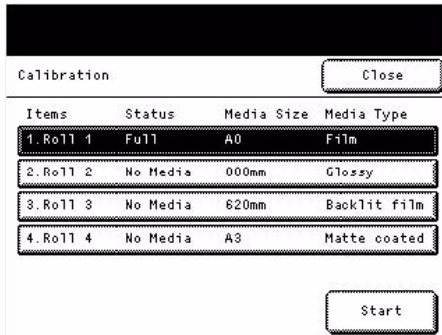 Calibration Close
Items Status Media Size Media Type
1.Roll 1 Full A0 Film
2.Roll 2 No Media 000mm Glossy
3.Roll 3 No Media 620mm Backlit film
4.Roll 4 No Media A3 Matte coated
Start